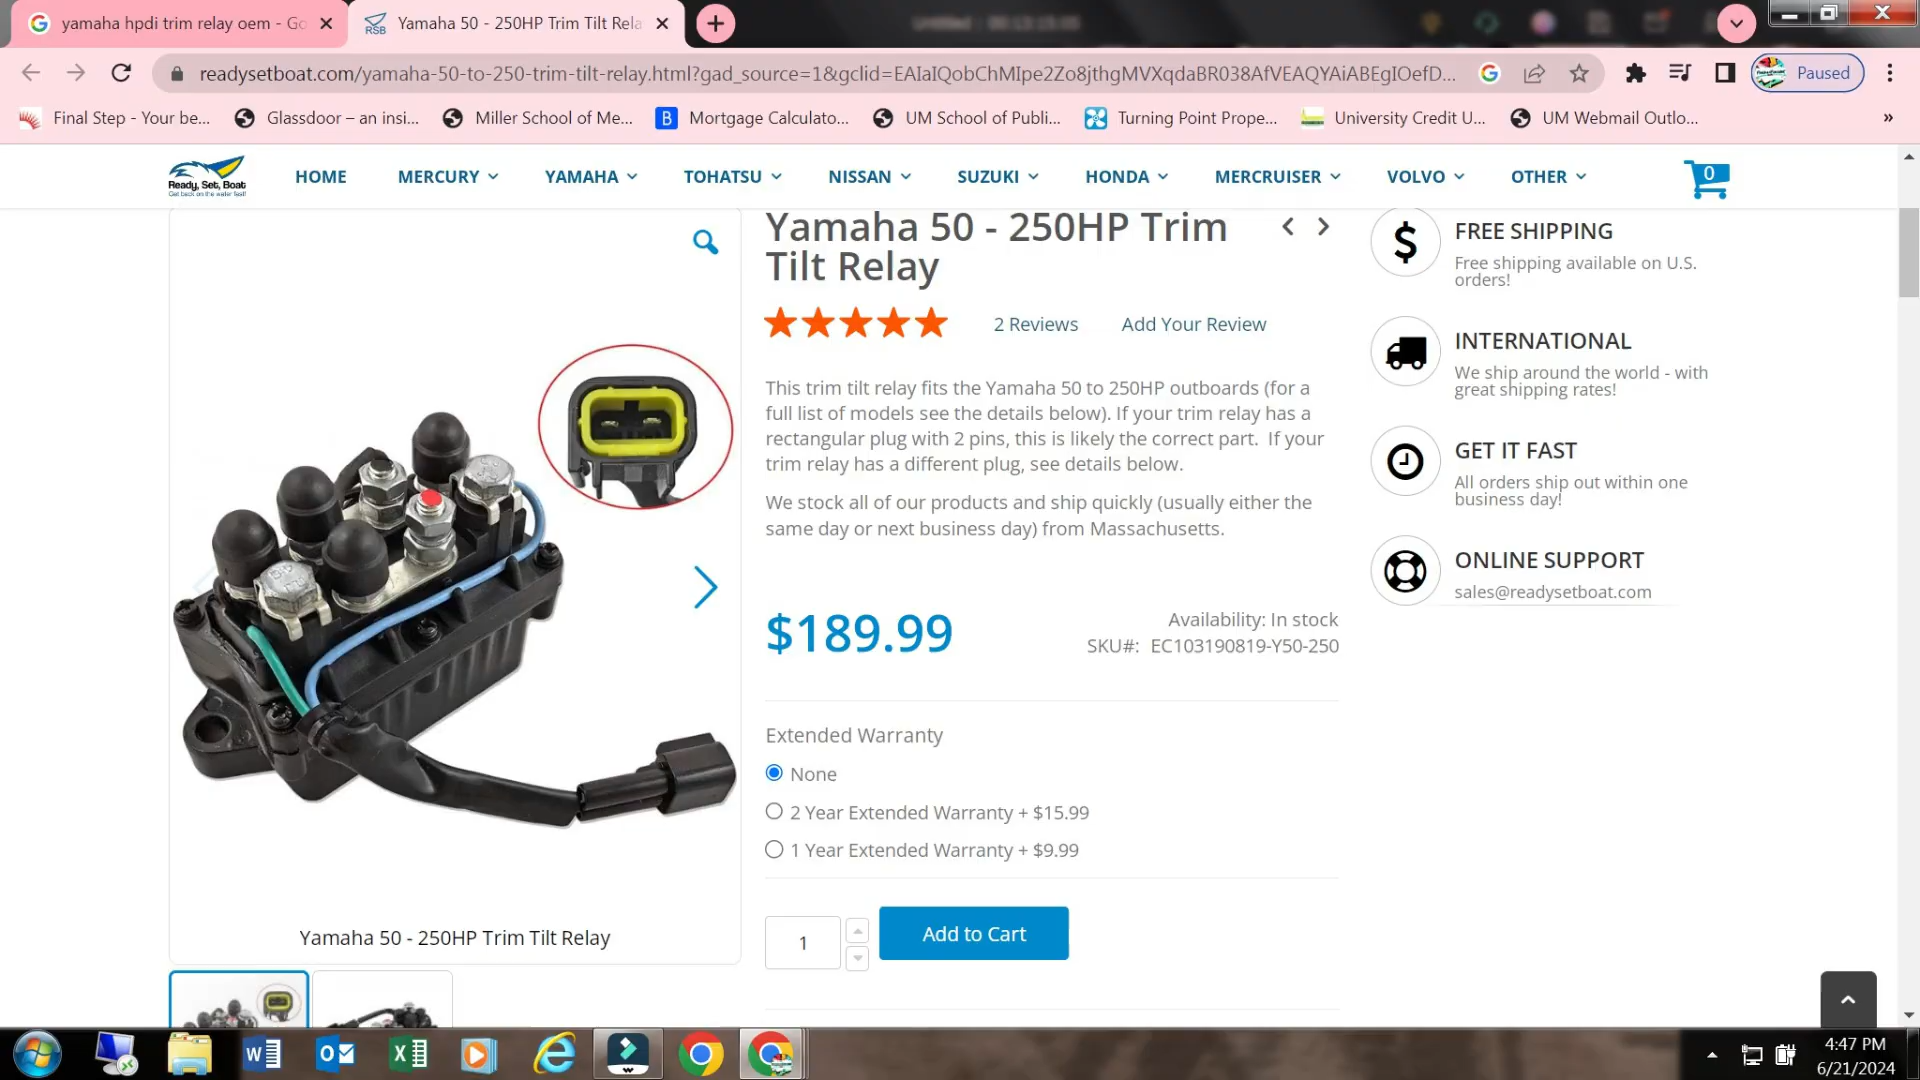 yamaha hpdi trim relay oem - Go
Yamaha 50 - 250HP Trim Tilt Rela
readysetboat.com/yamaha-50-to-250-trim-tilt-relay.html?gad_source=1&gclid=EAIaIQobChMIpe2Zo8jthgMVXqdaBR038AfVEAQYAiABEgIOefD...
Paused
Final Step - Your be...
Glassdoor – an insi...
Miller School of Me...
Mortgage Calculato...
UM School of Publi...
Turning Point Prope...
University Credit U...
UM Webmail Outlo...
»
Ready, Set, Boat
Get back on the water fast!
HOME
MERCURY
YAMAHA
TOHATSU
NISSAN
SUZUKI
HONDA
MERCRUISER
VOLVO
OTHER
0
Yamaha 50 - 250HP Trim
Tilt Relay
2 Reviews
Add Your Review
This trim tilt relay fits the Yamaha 50 to 250HP outboards (for a
full list of models see the details below). If your trim relay has a
rectangular plug with 2 pins, this is likely the correct part. If your
trim relay has a different plug, see details below.
We stock all of our products and ship quickly (usually either the
same day or next business day) from Massachusetts.
$189.99
Availability: In stock
SKU#: EC103190819-Y50-250
Extended Warranty
None
2 Year Extended Warranty + $15.99
1 Year Extended Warranty + $9.99
1
Add to Cart
Yamaha 50 - 250HP Trim Tilt Relay
FREE SHIPPING
Free shipping available on U.S.
orders!
INTERNATIONAL
We ship around the world - with
great shipping rates!
GET IT FAST
All orders ship out within one
business day!
ONLINE SUPPORT
sales@readysetboat.com
4:47 PM
6/21/2024